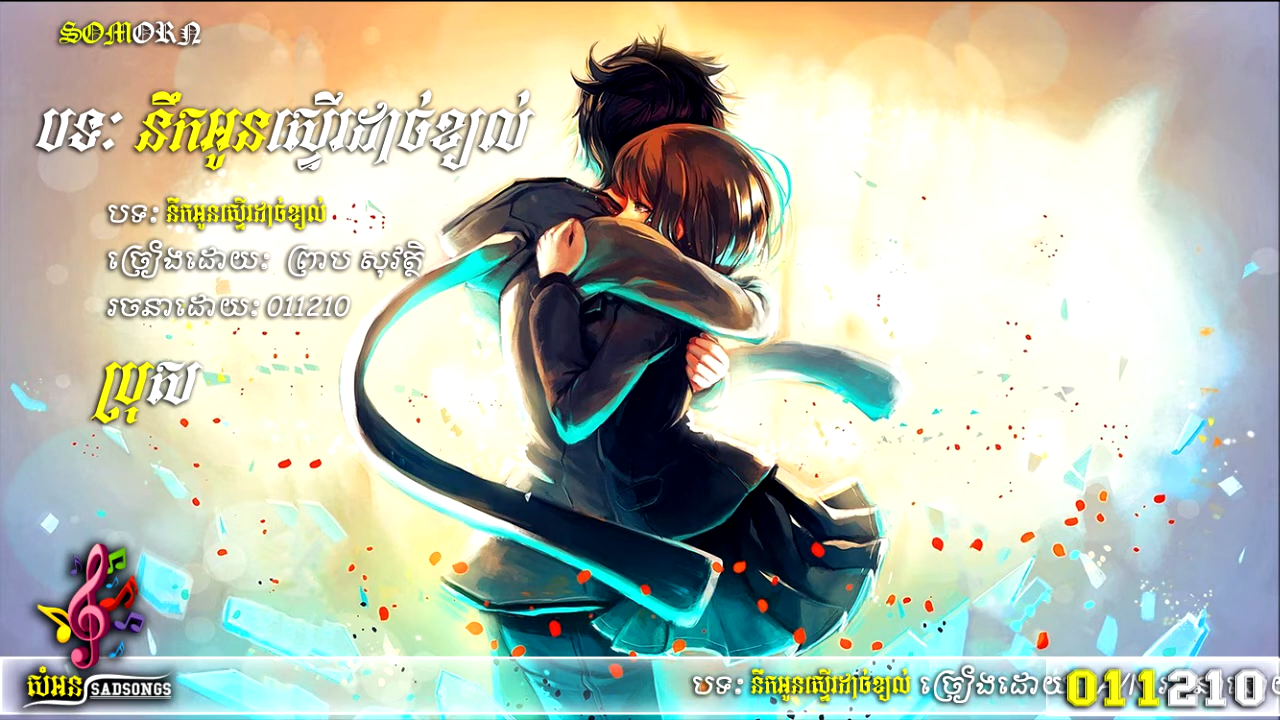 SOMORN
បទៈ នឹកអូនស្ទើរដាច់ខ្យល់
បទៈ នឹកអូនស្ទើរដាច់ខ្យល់
ច្រៀងដោយៈ ព្រាប សុវត្ថិ
រចនាដោយៈ 011210
ប្រុស
សំអន SADSONGS
បទៈ នឹកអូនស្ទើរដាច់ខ្យល់ ច្រៀងដោយ 011210